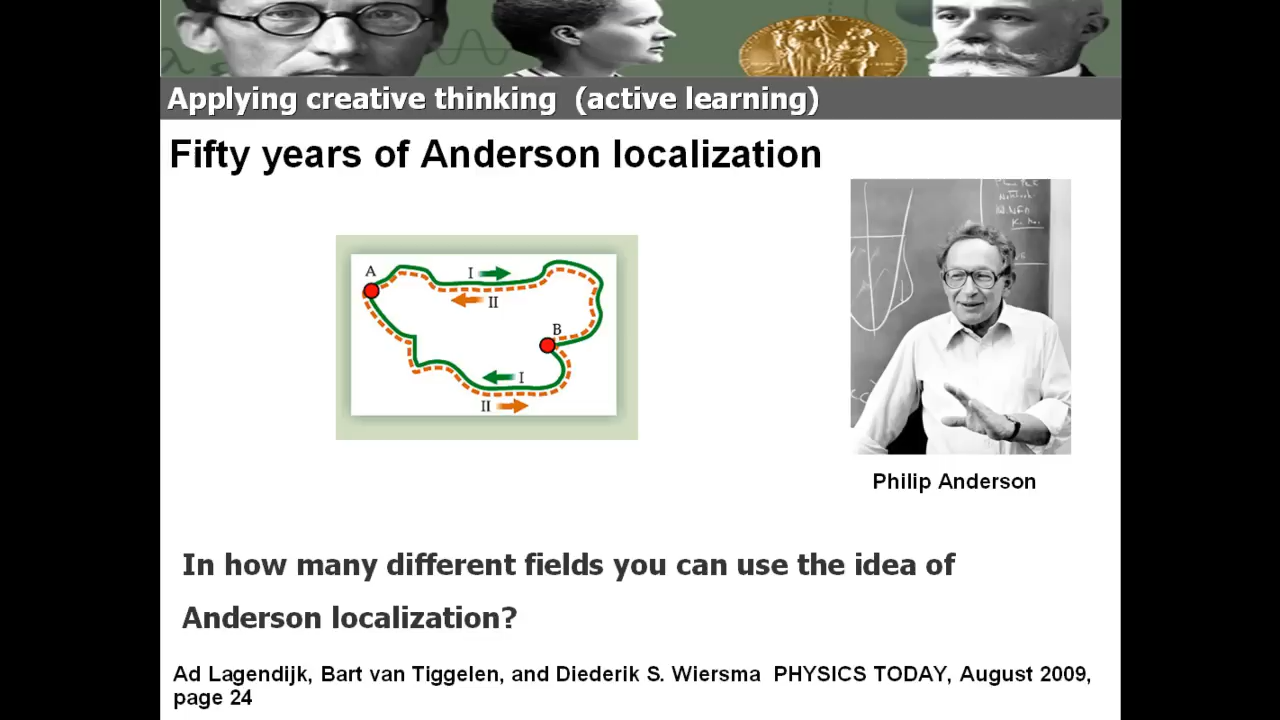 Applying creative thinking (active learning)
Fifty years of Anderson localization
A
I
II
B
I
II
Philip Anderson
In how many different fields you can use the idea of
Anderson localization?
Ad Lagendijk, Bart van Tiggelen, and Diederik S. Wiersma PHYSICS TODAY, August 2009,
page 24